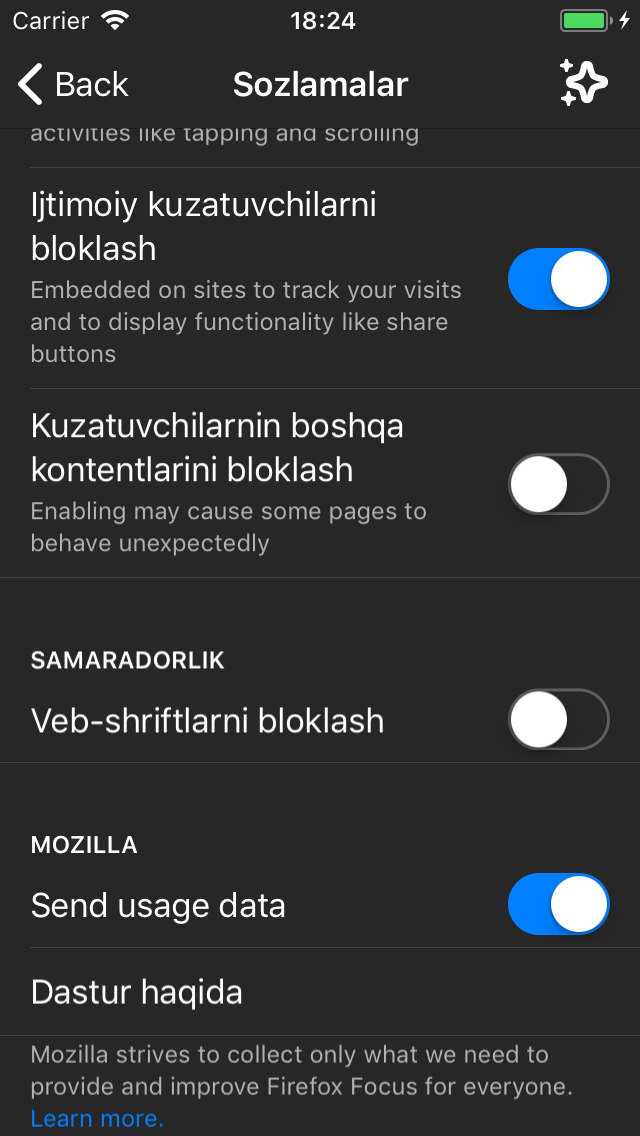 Carrier 18:24
Back Sozlamalar
activities like tapping and scrolling
Ijtimoiy kuzatuvchilarni
bloklash
Embedded on sites to track your visits
and to display functionality like share
buttons
Kuzatuvchilarnin boshqa
kontentlarini bloklash
Enabling may cause some pages to
behave unexpectedly
SAMARADORLIK
Veb-shriftlarni bloklash
MOZILLA
Send usage data
Dastur haqida
Mozilla strives to collect only what we need to
provide and improve Firefox Focus for everyone.
Learn more.